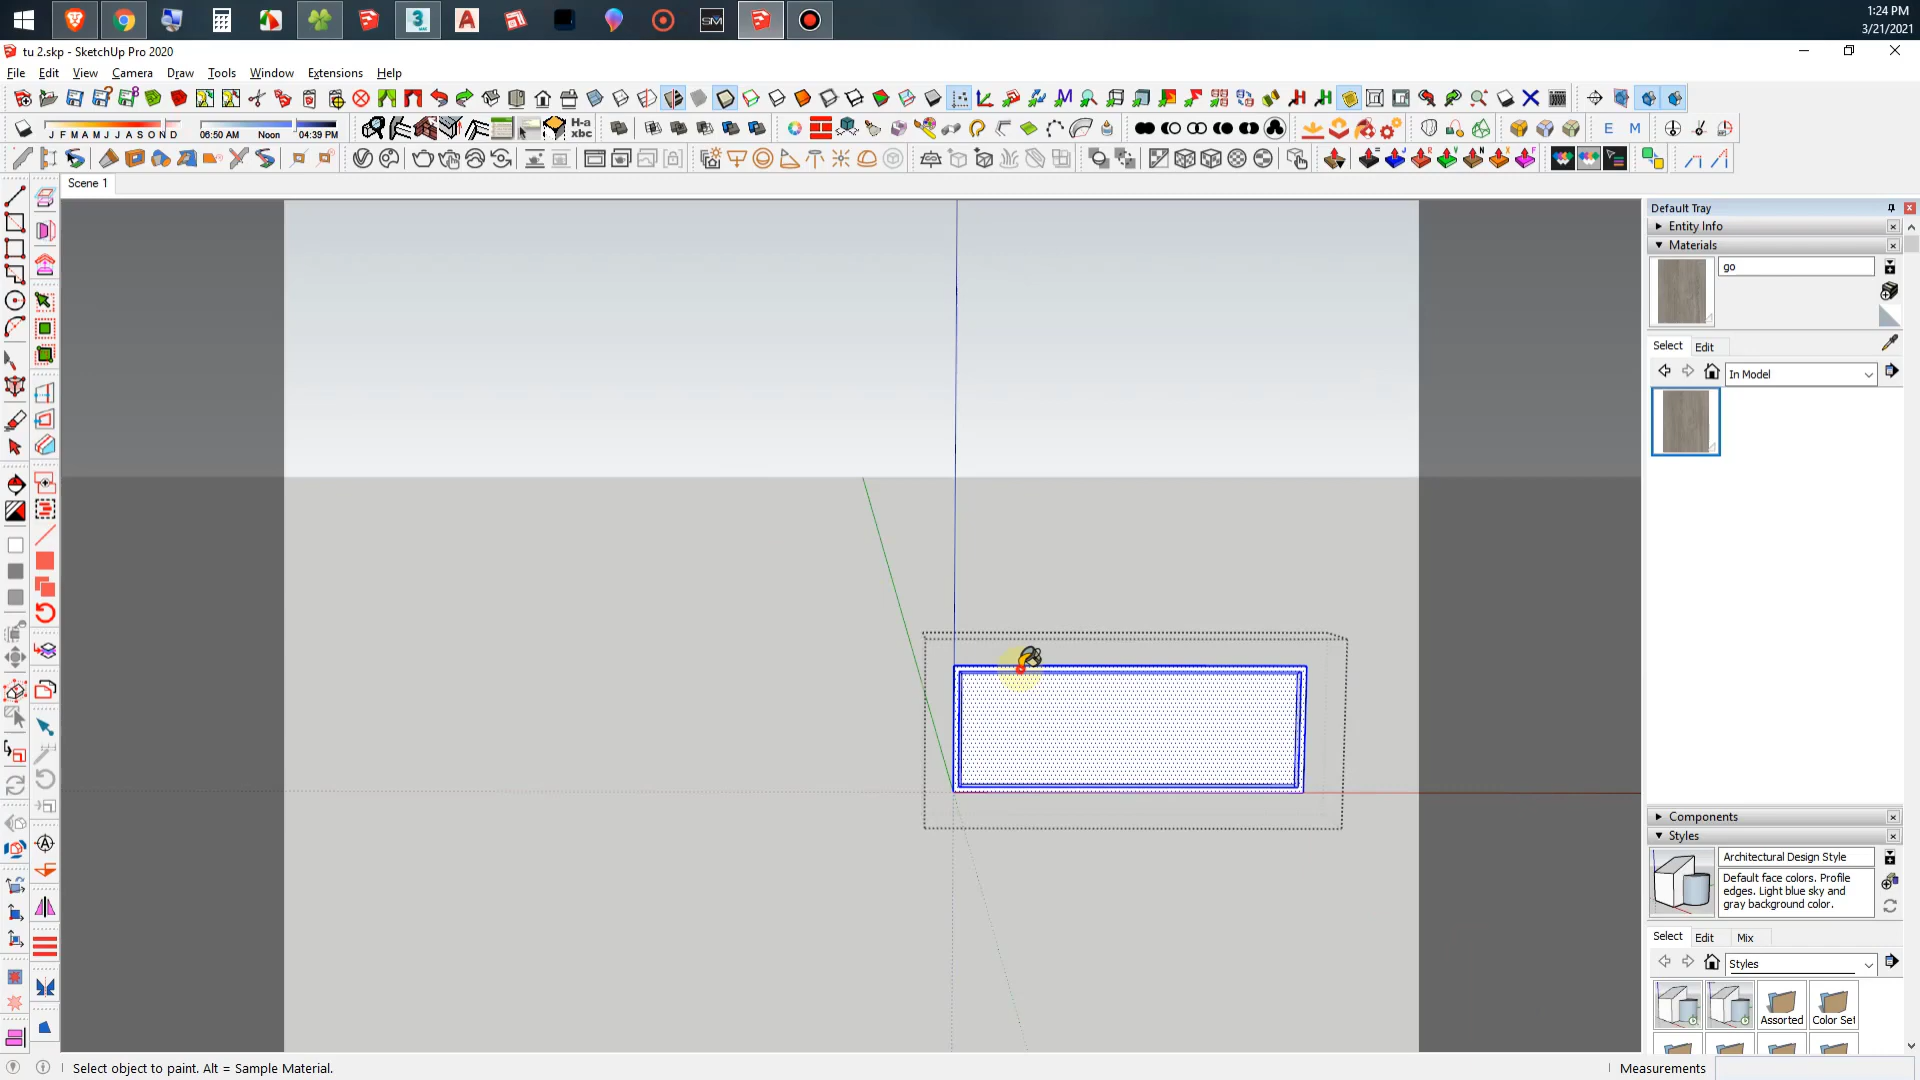 1:24 PM
3/21/2021
tu 2.skp - SketchUp Pro 2020
File Edit View Camera Draw Tools Window Extensions Help
J F M A M J J A S O N D 06:50 AM Noon 04:39 PM
H-a
xbc
E M
Scene 1
Default Tray
Entity Info
Materials
go
Select Edit
In Model
Components
Styles
Architectural Design Style
Default face colors. Profile
edges. Light blue sky and
gray background color.
Select Edit Mix
Styles
Assorted Color Set
Select object to paint. Alt = Sample Material.
Measurements